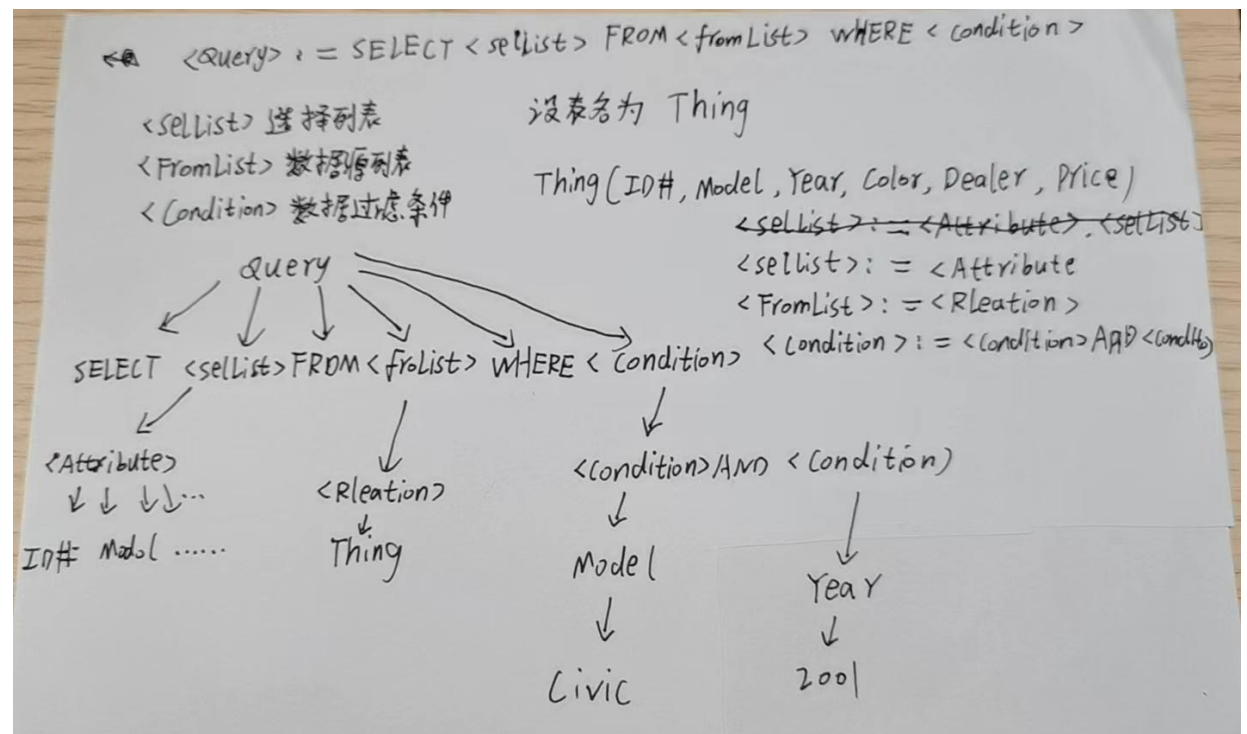 <Query> : = SELECT <selList> FROM <fromList> WHERE <condition>
<selList> 选择列表
设表名为 Thing
<FromList> 数据源列表
Thing(ID#, Model, Year, Color, Dealer, Price)
<Condition> 数据过虑条件
<selList>: = <Attribute>, <selList>
Query
<sellist>: = <Attribute
<FromList>: = <Rleation>
<condition>: = <condition> AND <condito>
SELECT <selList> FROM <froList> WHERE <condition>
<Attribute>
<condition> AND <condition)
<Rleation>
ID# Modol ......
Thing
Model
Year
Civic
2001